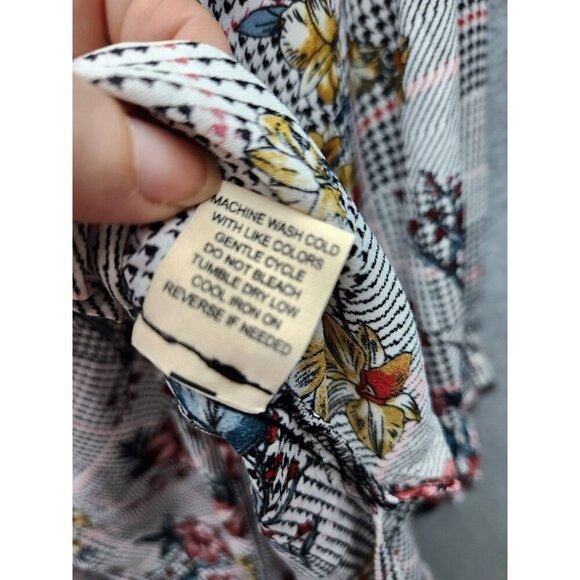 MACHINE WASH COLD
WITH LIKE COLORS
GENTLE CYCLE
DO NOT BLEACH
TUMBLE DRY LOW
COOL IRON ON
REVERSE IF NEEDED